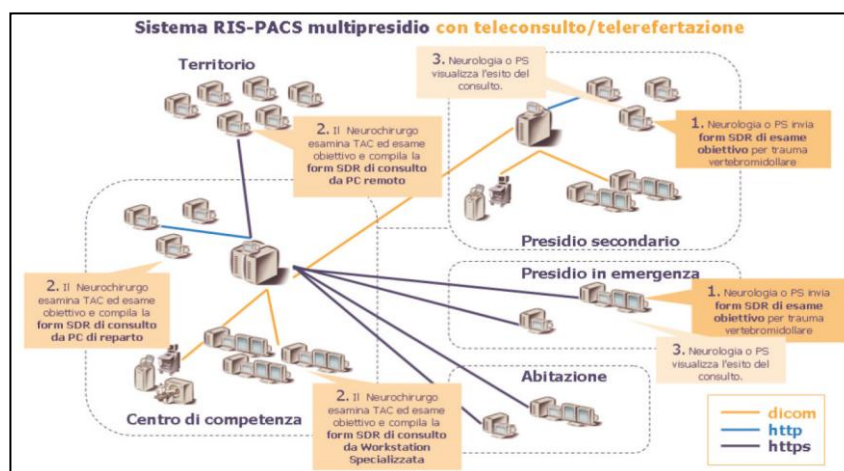 Sistema RIS-PACS multipresidio con teleconsulto/telerefertazione
Territorio
3. Neurologia o PS
visualizza l'esito del
consulto.
2. Il Neurochirurgo
esamina TAC ed esame
obiettivo e compila la
form SDR di consulto
da PC remoto
1. Neurologia o PS invia
form SDR di esame
obiettivo per trauma
vertebromidollare
Presidio secondario
2. Il Neurochirurgo
esamina TAC ed esame
obiettivo e compila la
form SDR di consulto
da PC di reparto
Presidio in emergenza
1. Neurologia o PS invia
form SDR di esame
obiettivo per trauma
vertebromidollare
3. Neurologia o PS
visualizza l'esito del
consulto.
Centro di competenza
2. Il Neurochirurgo
esamina TAC ed esame
obiettivo e compila la
form SDR di consulto
da Workstation
Specializzata
Abitazione
dicom
http
https